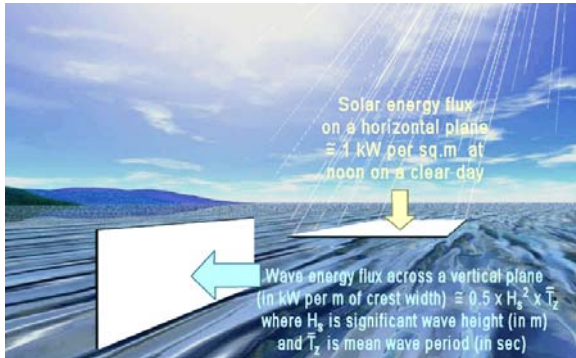 Solar energy flux
on a horizontal plane
≅ 1 kW per sq.m at
noon on a clear day
Wave energy flux across a vertical plane
(in kW per m of crest width) ≅ 0.5 x Hₛ² x T̄z
where Hₛ is significant wave height (in m)
and T̄z is mean wave period (in sec)